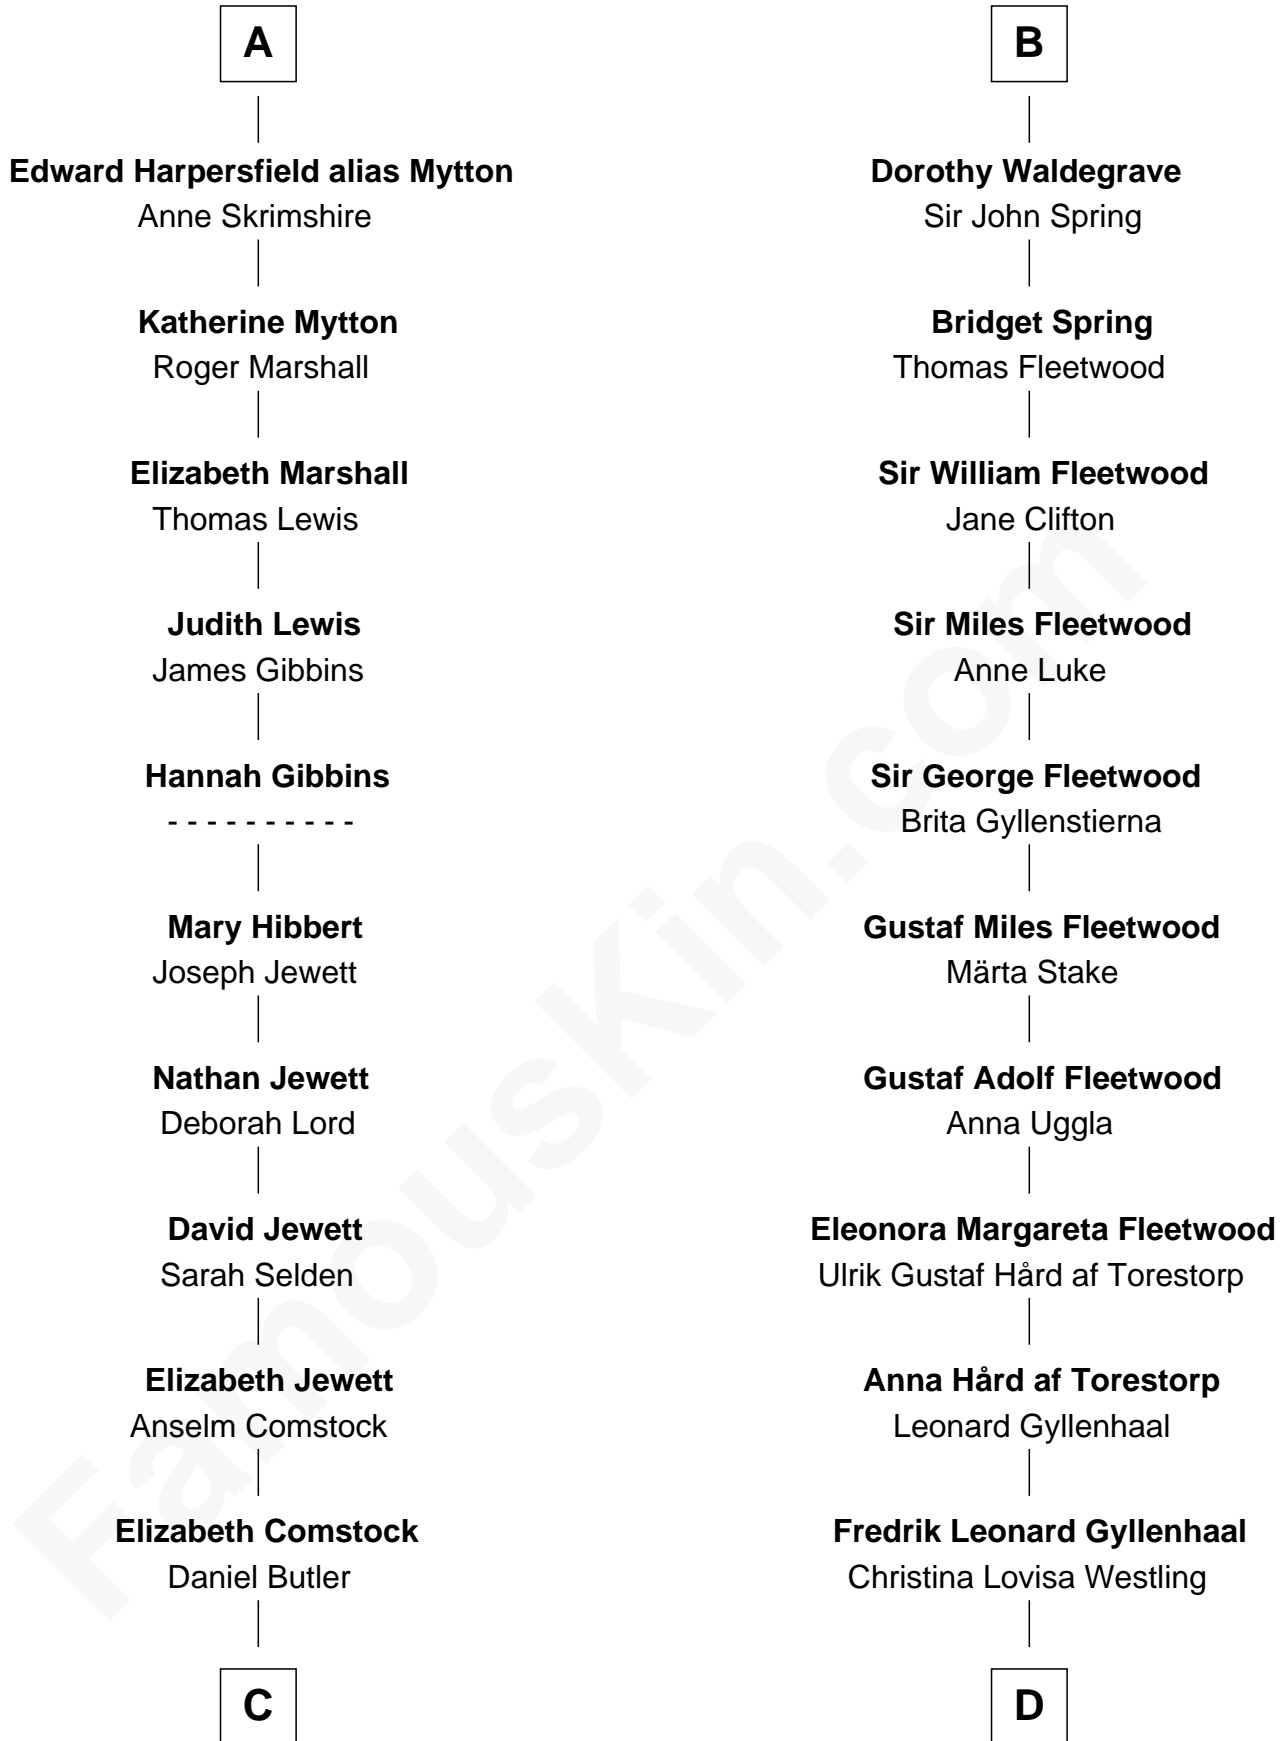 A
Edward Harpersfield alias Mytton
Anne Skrimshire
Katherine Mytton
Roger Marshall
Elizabeth Marshall
Thomas Lewis
Judith Lewis
James Gibbins
Hannah Gibbins
- - - - - - - - - -
Mary Hibbert
Joseph Jewett
Nathan Jewett
Deborah Lord
David Jewett
Sarah Selden
Elizabeth Jewett
Anselm Comstock
Elizabeth Comstock
Daniel Butler
C
B
Dorothy Waldegrave
Sir John Spring
Bridget Spring
Thomas Fleetwood
Sir William Fleetwood
Jane Clifton
Sir Miles Fleetwood
Anne Luke
Sir George Fleetwood
Brita Gyllenstierna
Gustaf Miles Fleetwood
Märta Stake
Gustaf Adolf Fleetwood
Anna Uggla
Eleonora Margareta Fleetwood
Ulrik Gustaf Hård af Torestorp
Anna Hård af Torestorp
Leonard Gyllenhaal
Fredrik Leonard Gyllenhaal
Christina Lovisa Westling
D
FamousKin.com